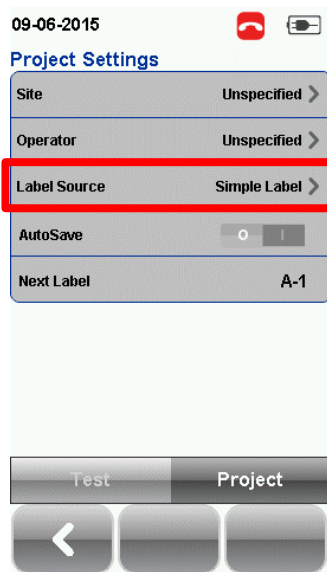 09-06-2015
Project Settings
Site Unspecified
Operator Unspecified
Label Source Simple Label
AutoSave O I
Next Label A-1
Test Project